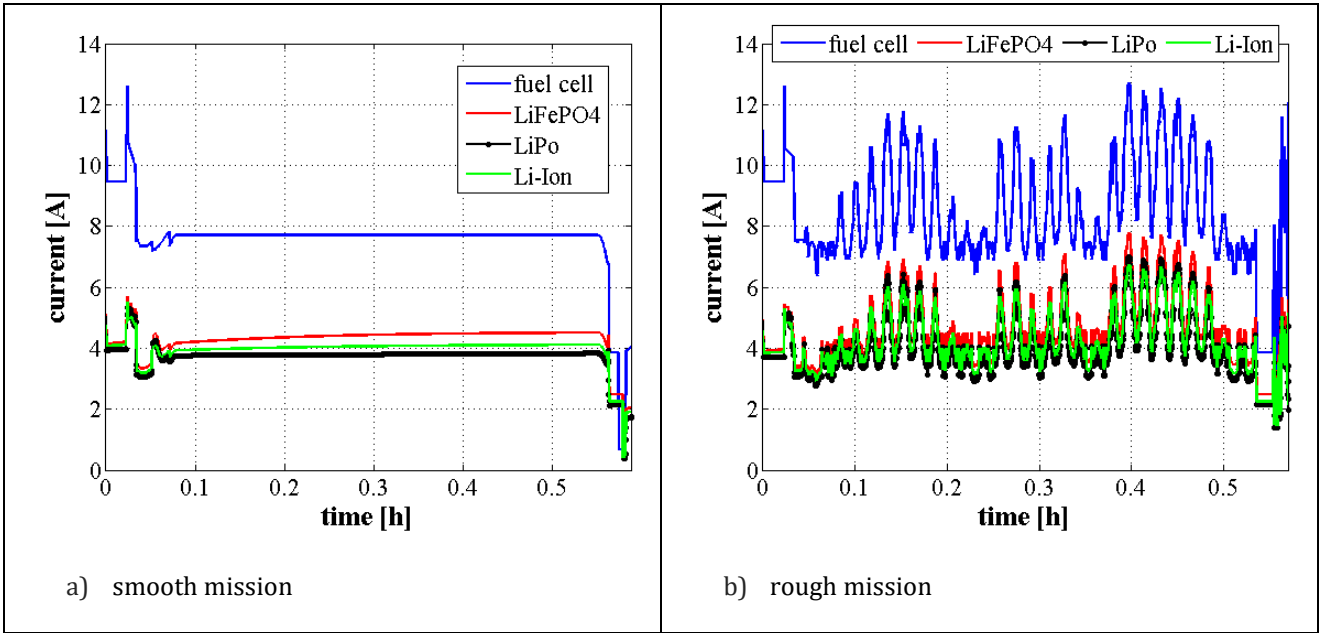 14
12
10
8
6
4
2
0
current [A]
fuel cell
LiFePO4
LiPo
Li-Ion
0 0.1 0.2 0.3 0.4 0.5
time [h]
a) smooth mission
fuel cell LiFePO4 LiPo Li-Ion
14
12
10
8
6
4
2
0
current [A]
0 0.1 0.2 0.3 0.4 0.5
time [h]
b) rough mission